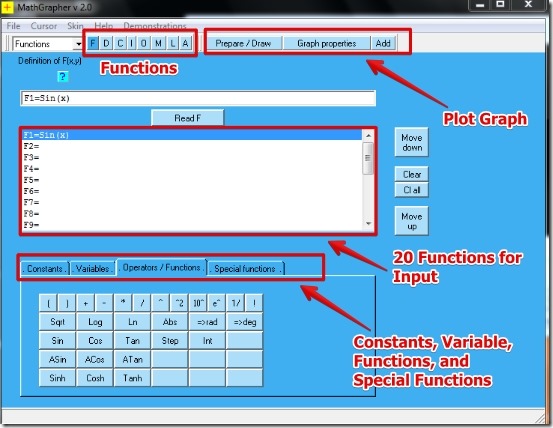 MathGrapher v 2.0
File Cursor Skin Help Demonstrations
Functions F D C I O M L A Prepare / Draw Graph properties Add
Definition of F(x,y)
Functions
?
Plot Graph
F1=Sin(x)
Read F
F1=Sin(x)
F2=
F3=
F4=
F5=
F6=
F7=
F8=
F9=
Move down
Clear
Cl all
Move up
20 Functions for
Input
. Constants . . Variables . . Operators / Functions . . Special functions .
( ) + - * / ^ ^2 10^ e^ 1/ !
Sqrt Log Ln Abs =>rad =>deg
Sin Cos Tan Step Int
ASin ACos ATan
Sinh Cosh Tanh
Constants, Variable,
Functions, and
Special Functions